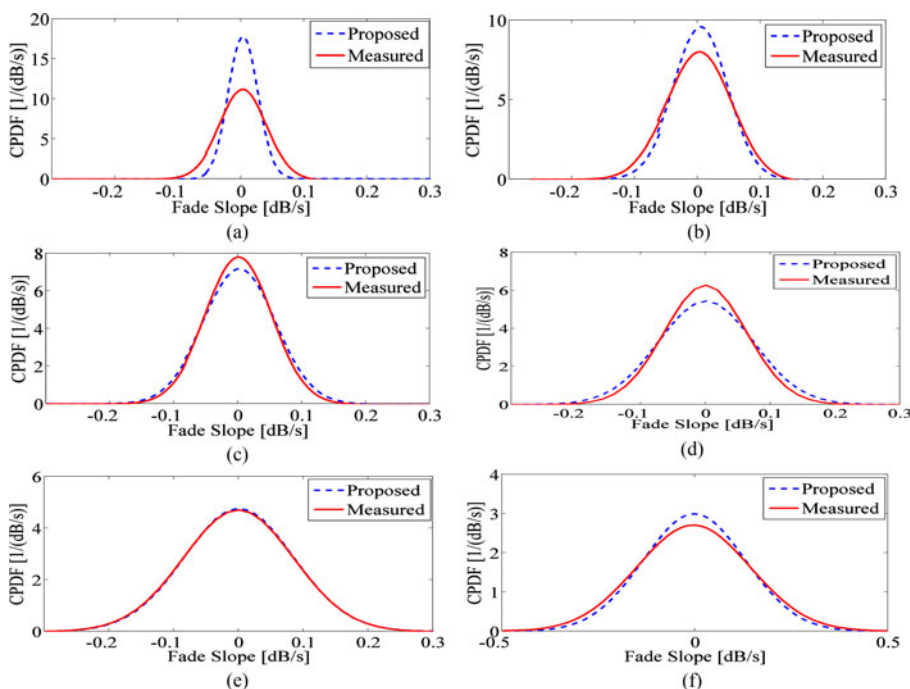 20
15
10
5
0
CPDF [1/(dB/s)]
Proposed
Measured
-0.2 -0.1 0 0.1 0.2 0.3
Fade Slope [dB/s]
(a)
10
5
0
CPDF [1/(dB/s)]
Proposed
Measured
-0.2 -0.1 0 0.1 0.2 0.3
Fade Slope [dB/s]
(b)
8
6
4
2
0
CPDF [1/(dB/s)]
Proposed
Measured
-0.2 -0.1 0 0.1 0.2 0.3
Fade Slope [dB/s]
(c)
8
6
4
2
0
CPDF [1/(dB/s)]
Proposed
Measured
-0.2 -0.1 0 0.1 0.2 0.3
Fade Slope [dB/s]
(d)
6
4
2
0
CPDF [1/(dB/s)]
Proposed
Measured
-0.2 -0.1 0 0.1 0.2 0.3
Fade Slope [dB/s]
(e)
4
3
2
1
0
CPDF [1/(dB/s)]
Proposed
Measured
-0.5 0 0.5
Fade Slope [dB/s]
(f)